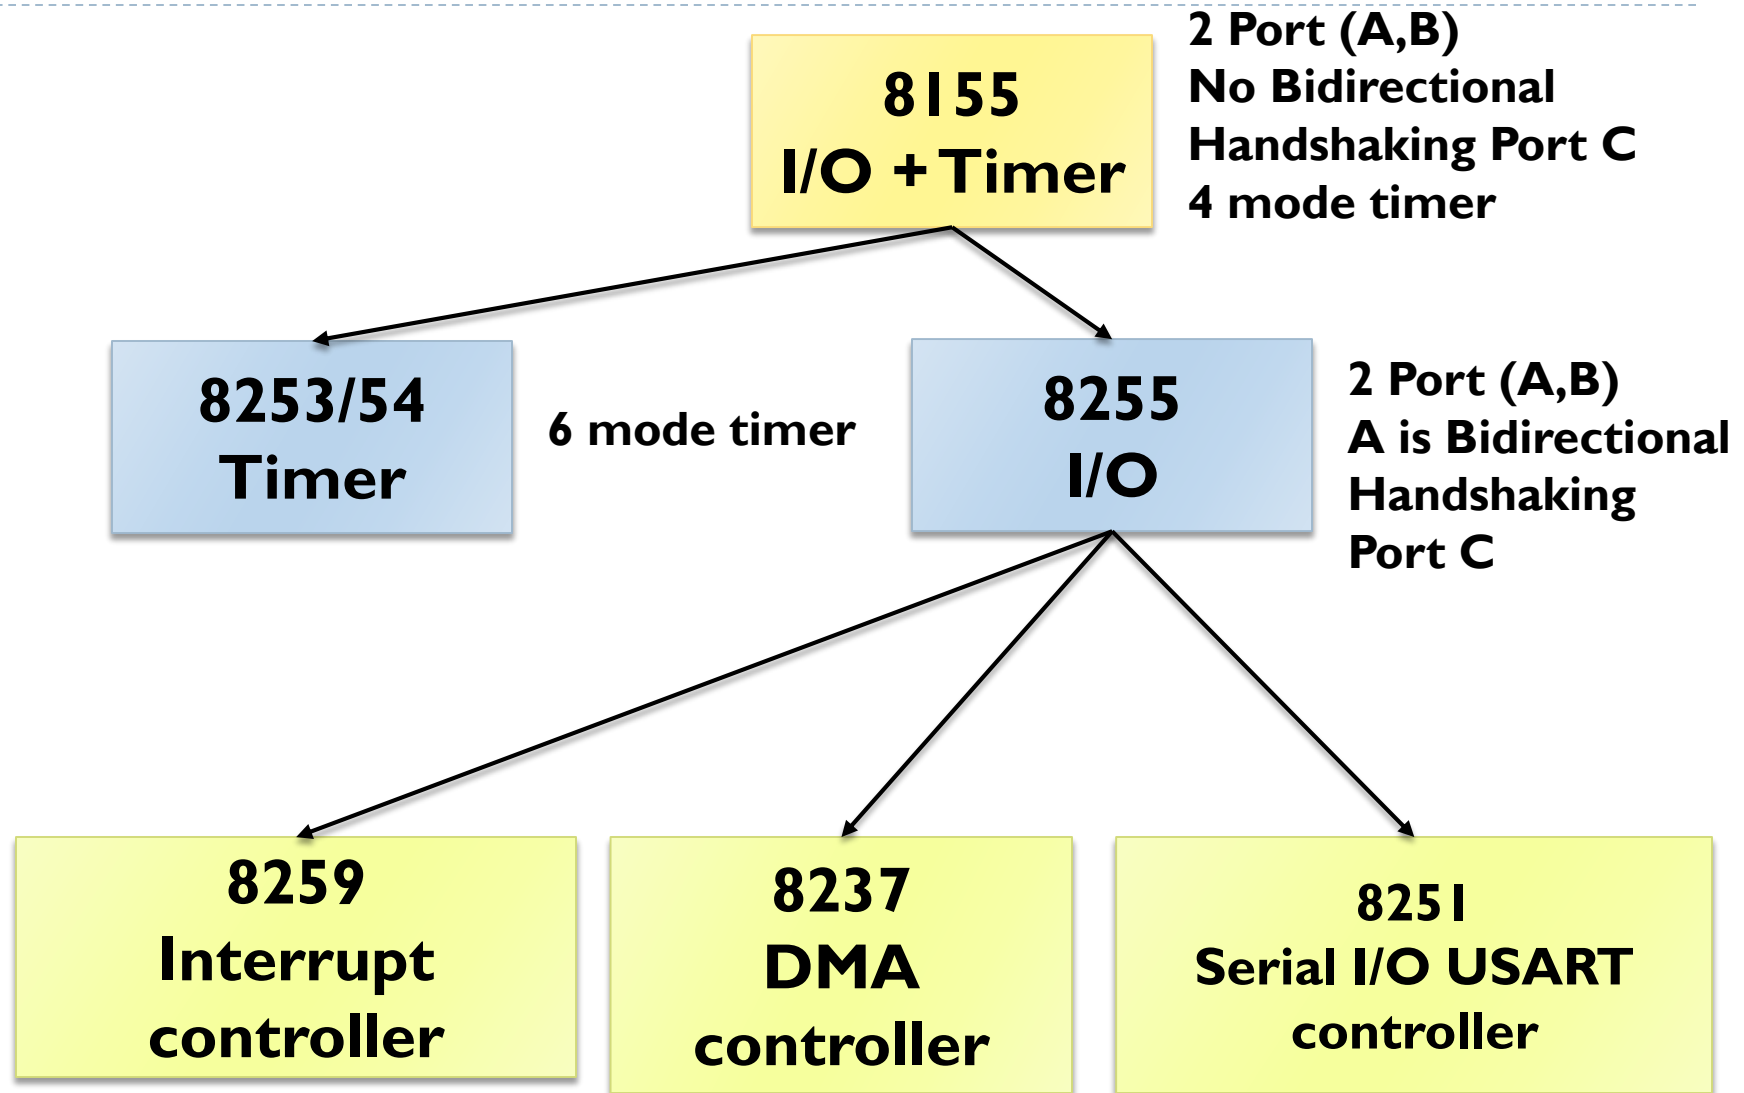 8155
I/O + Timer
2 Port (A,B)
No Bidirectional
Handshaking Port C
4 mode timer
8253/54
Timer
6 mode timer
8255
I/O
2 Port (A,B)
A is Bidirectional
Handshaking
Port C
8259
Interrupt
controller
8237
DMA
controller
8251
Serial I/O USART
controller